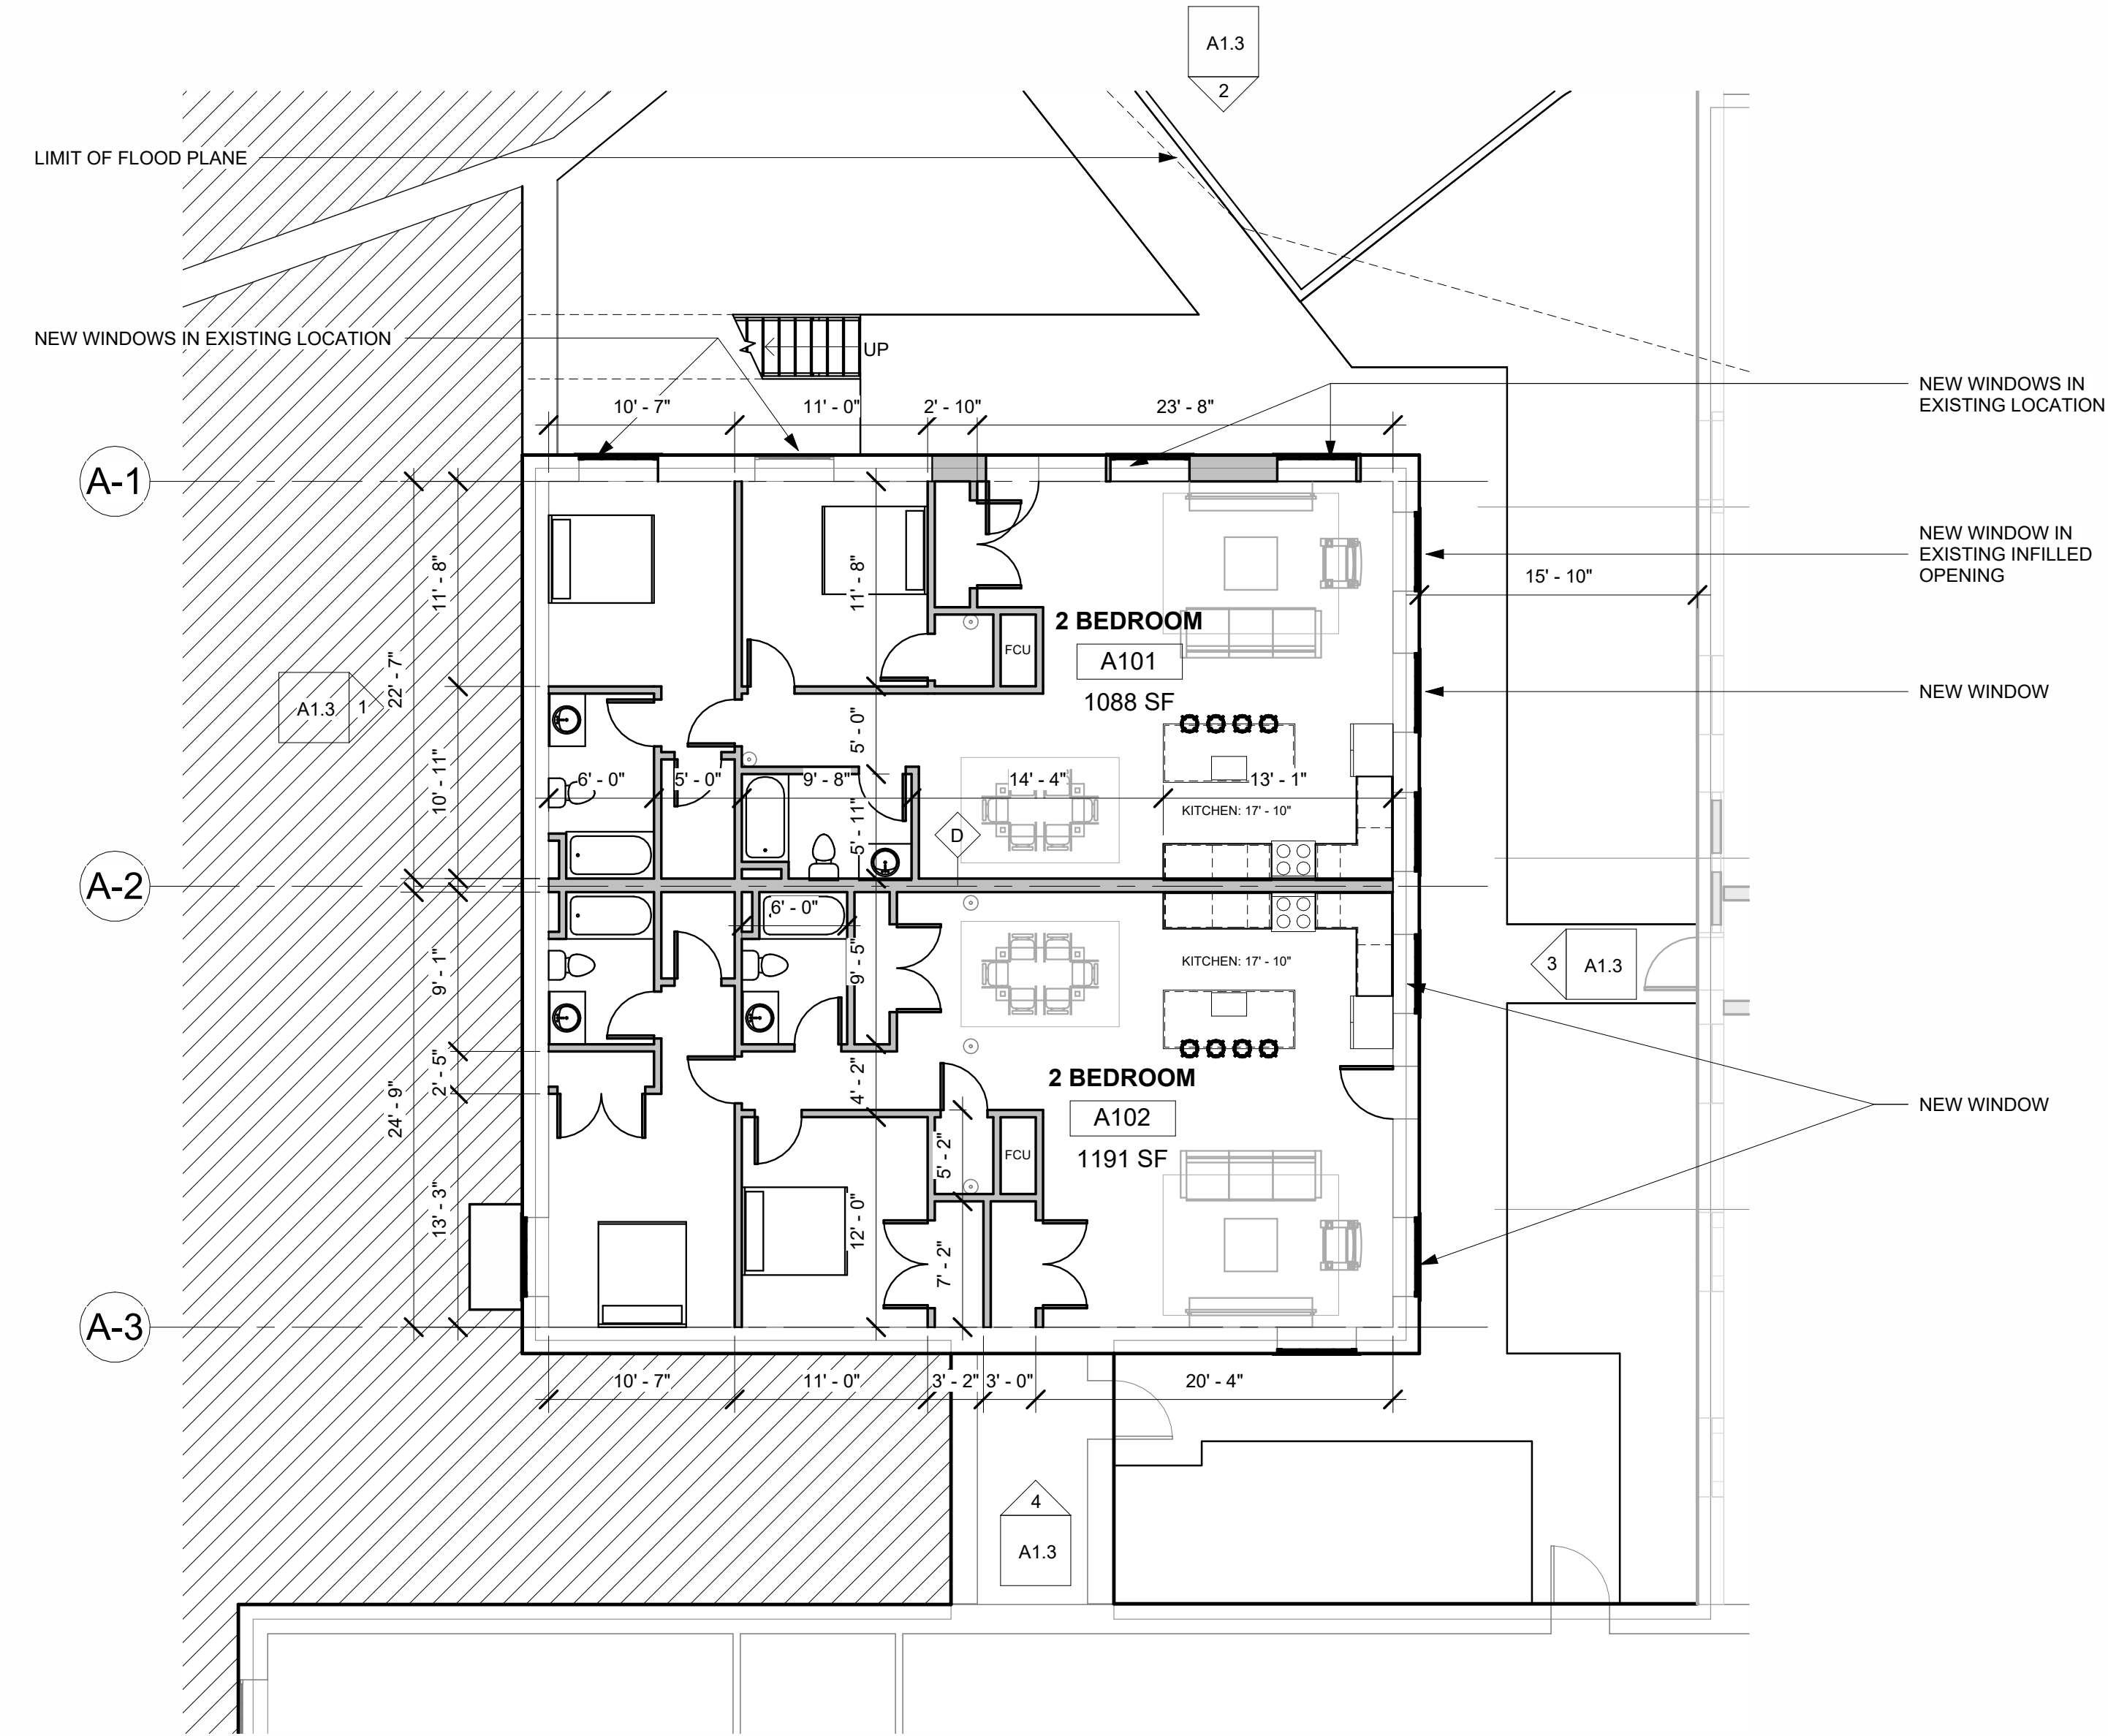 A1.3
2
LIMIT OF FLOOD PLANE
NEW WINDOWS IN EXISTING LOCATION
UP
NEW WINDOWS IN
EXISTING LOCATION
10' - 7"
11' - 0"
2' - 10"
23' - 8"
A-1
NEW WINDOW IN
EXISTING INFILLED
OPENING
15' - 10"
11' - 8"
11' - 8"
2 BEDROOM
FCU
A101
1088 SF
22' - 7"
A1.3
1
NEW WINDOW
5' - 0"
10' - 11"
6' - 0"
5' - 0"
9' - 8"
14' - 4"
13' - 1"
KITCHEN: 17' - 10"
5' - 11"
D
A-2
6' - 0"
9' - 1"
9' - 5"
KITCHEN: 17' - 10"
3
A1.3
2' - 5"
4' - 2"
2 BEDROOM
A102
1191 SF
NEW WINDOW
24' - 9"
5' - 2"
FCU
13' - 3"
12' - 0"
7' - 2"
A-3
10' - 7"
11' - 0"
3' - 2"
3' - 0"
20' - 4"
4
A1.3